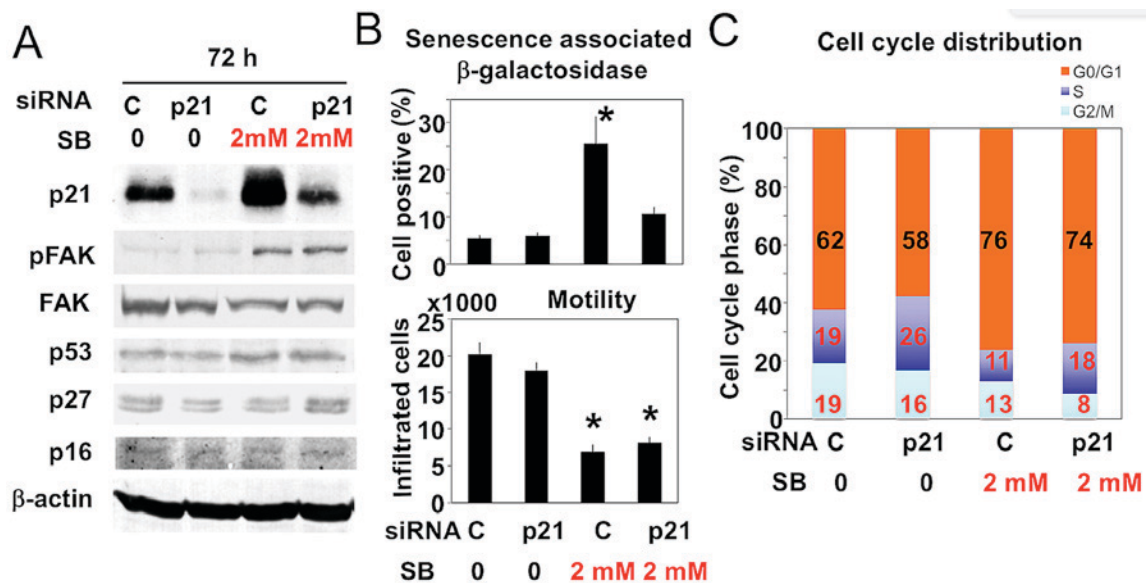 A
72 h
siRNA C p21 C p21
SB 0 0 2mM 2mM
p21
pFAK
FAK
p53
p27
p16
β-actin
B
Senescence associated
β-galactosidase
Cell positive (%)
30
20
10
0
*
x1000
Motility
Infiltrated cells
25
20
15
10
5
0
* *
siRNA C p21 C p21
SB 0 0 2 mM 2 mM
C
Cell cycle distribution
G0/G1
S
G2/M
Cell cycle phase (%)
100
80
60
40
20
0
62 58 76 74
19 26 11 18
19 16 13 8
siRNA C p21 C p21
SB 0 0 2 mM 2 mM